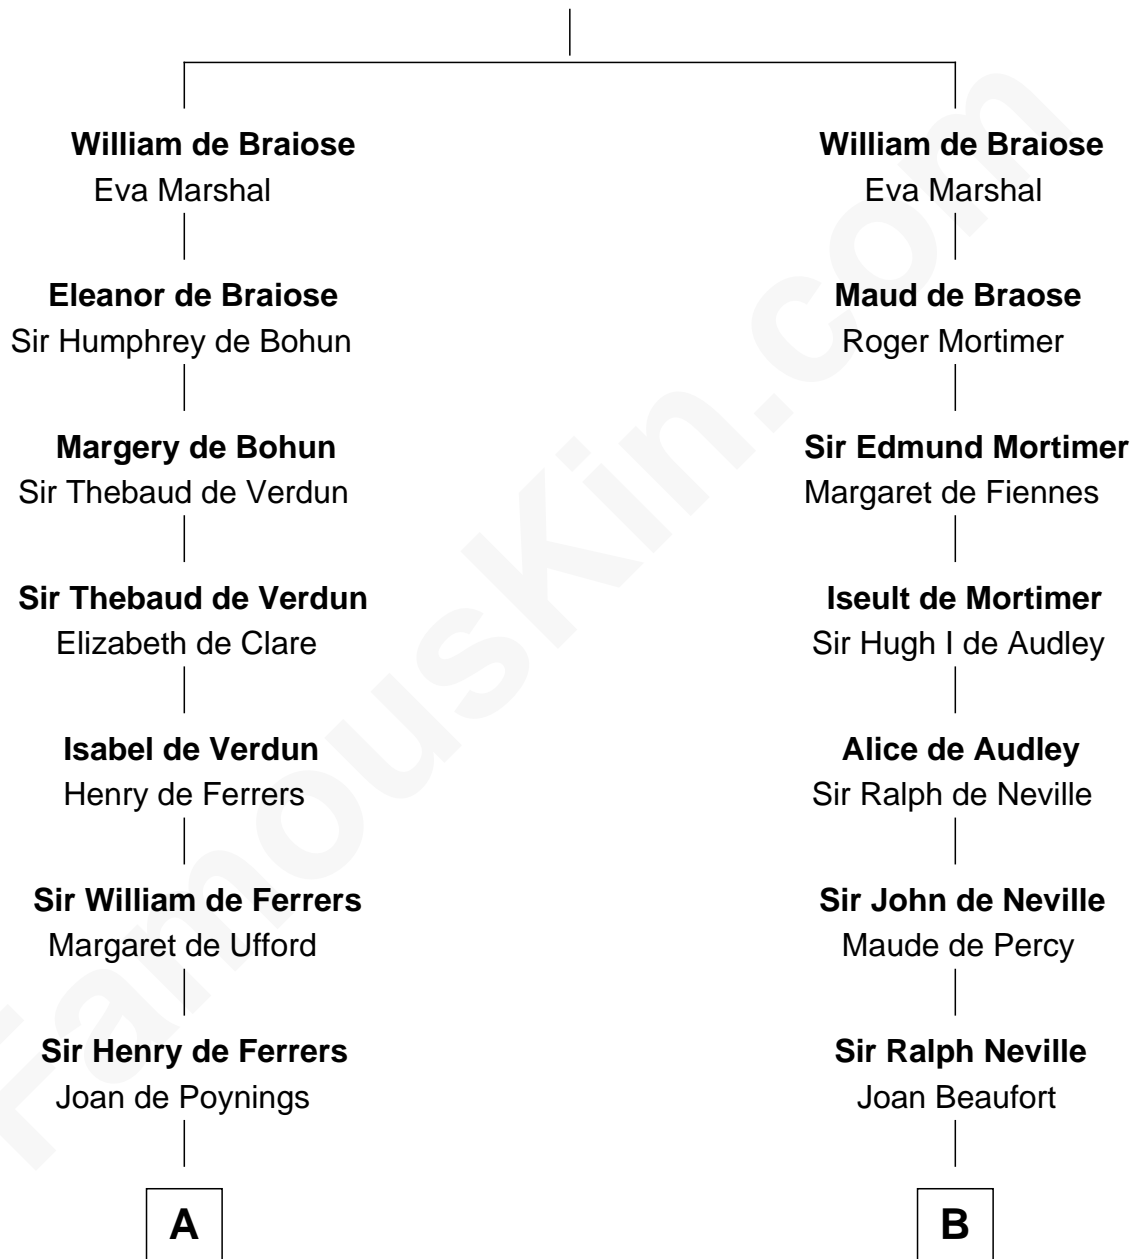 William de Braiose
Eva Marshal
Eleanor de Braiose
Sir Humphrey de Bohun
Margery de Bohun
Sir Thebaud de Verdun
Sir Thebaud de Verdun
Elizabeth de Clare
Isabel de Verdun
Henry de Ferrers
Sir William de Ferrers
Margaret de Ufford
Sir Henry de Ferrers
Joan de Poynings
A
William de Braiose
Eva Marshal
Maud de Braose
Roger Mortimer
Sir Edmund Mortimer
Margaret de Fiennes
Iseult de Mortimer
Sir Hugh I de Audley
Alice de Audley
Sir Ralph de Neville
Sir John de Neville
Maude de Percy
Sir Ralph Neville
Joan Beaufort
B
FamousKin.com